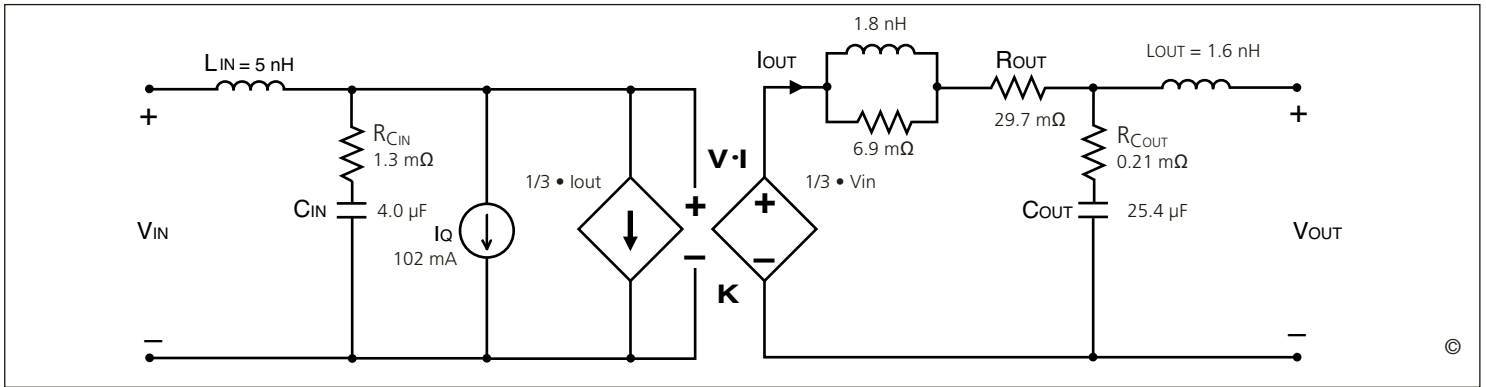 LIN = 5 nH
+
RCIN
1.3 mΩ
CIN
4.0 µF
VIN
−
IQ
102 mA
1/3 • Iout
V•I
+
−
K
1/3 • Vin
+
−
IOUT
1.8 nH
6.9 mΩ
ROUT
29.7 mΩ
LOUT = 1.6 nH
RCOUT
0.21 mΩ
COUT
25.4 µF
+
VOUT
−
©